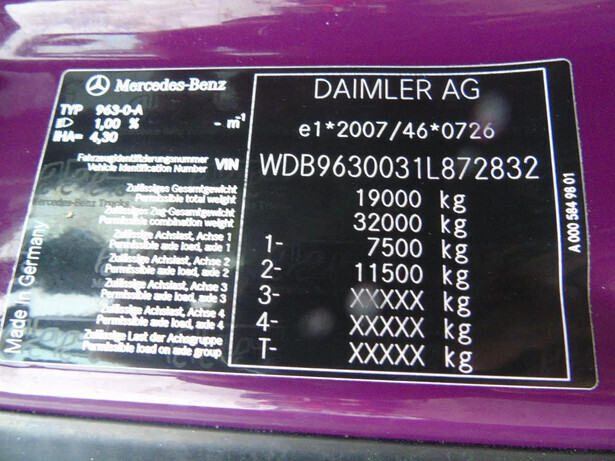 Mercedes-Benz
DAIMLER AG
TYP 963-0-A
1,00 % - m-1
IHA= 4,30
e1*2007/46*0726
Fahrzeugidentifizierungsnummer
Vehicle Identification Number VIN WDB9630031L872832
Zulässiges Gesamtgewicht
Permissible total weight 19000 kg
Zulässiges Zug-Gesamtgewicht
Permissible combination weight 32000 kg
Zulässige Achslast, Achse 1
Permissible axle load, axle 1 1- 7500 kg
Zulässige Achslast, Achse 2
Permissible axle load, axle 2 2- 11500 kg
Zulässige Achslast, Achse 3
Permissible axle load, axle 3 3- XXXXX kg
Zulässige Achslast, Achse 4
Permissible axle load, axle 4 4- XXXXX kg
Zulässige Last der Achsgruppe
Permissible load on axle group T- XXXXX kg
Made in Germany
A 000 584 98 01